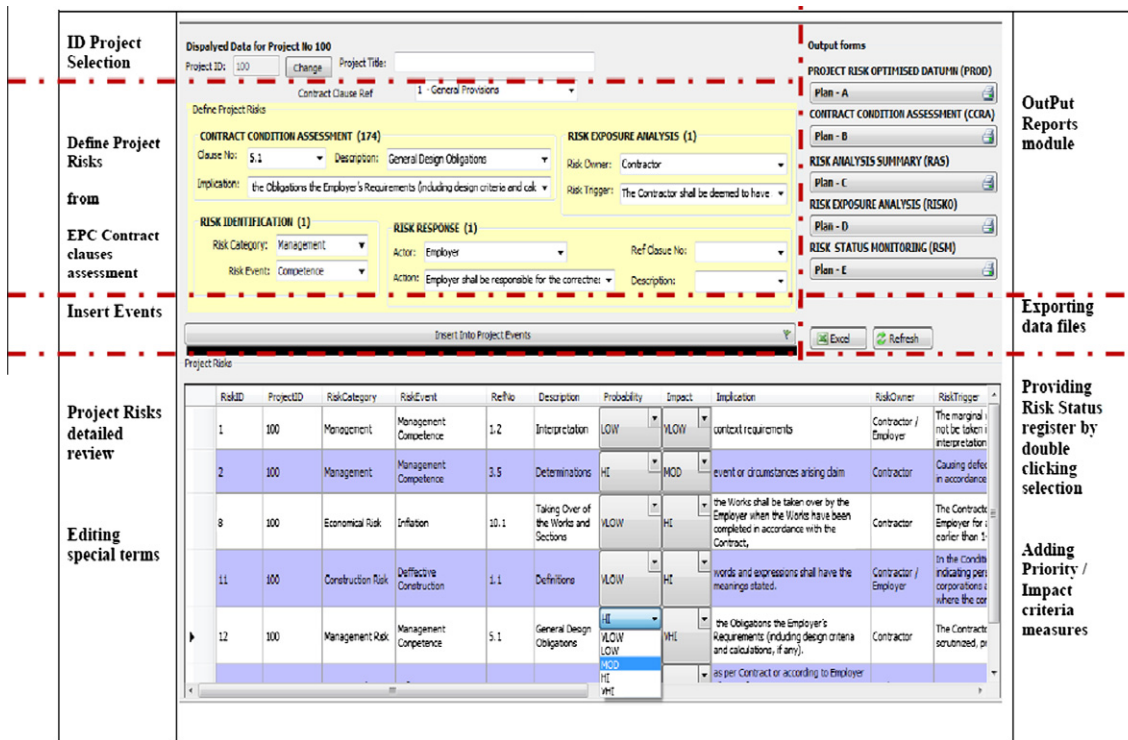 ID Project
Selection
Define Project
Risks
from
EPC Contract
clauses
assessment
Insert Events
Project Risks
detailed
review
Editing
special terms
Dispalyed Data for Project No 100
Project ID: 100 Change Project Title:
Contract Clause Ref 1 - General Provisions
Define Project Risks
CONTRACT CONDITION ASSESSMENT (174)
Clause No: 5.1 Description: General Design Obligations
Implication: the Obligations the Employer's Requirements (including design criteria and calc
RISK EXPOSURE ANALYSIS (1)
Risk Owner: Contractor
Risk Trigger: The Contractor shall be deemed to have
RISK IDENTIFICATION (1)
Risk Category: Management
Risk Event: Competence
RISK RESPONSE (1)
Actor: Employer Ref Clasue No:
Action: Employer shall be responsible for the correctnes Description:
Insert Into Project Events
Output forms
PROJECT RISK OPTIMISED DATUMN (PROD)
Plan - A
CONTRACT CONDITION ASSESSMENT (CCRA)
Plan - B
RISK ANALYSIS SUMMARY (RAS)
Plan - C
RISK EXPOSURE ANALYSIS (RISKO)
Plan - D
RISK STATUS MONITORING (RSM)
Plan - E
Excel Refresh
OutPut
Reports
module
Exporting
data files
Providing
Risk Status
register by
double
clicking
selection
Adding
Priority /
Impact
criteria
measures
Project Risks
RiskID ProjectID RiskCategory RiskEvent RefNo Description Probability Impact Implication RiskOwner RiskTrigger
1 100 Management Management Competence 1.2 Interpretation LOW VLOW context requirements Contractor / Employer The marginal not be taken i interpretation
2 100 Management Management Competence 3.5 Determinations HI MOD event or circumstances arising claim Contractor Causing defec in accordance
8 100 Economical Risk Inflation 10.1 Taking Over of the Works and Sections VLOW HI the Works shall be taken over by the Employer when the Works have been completed in accordance with the Contract, Contractor The Contracto Employer for a earlier than 1
11 100 Construction Risk Deffective Construction 1.1 Definitions VLOW HI words and expressions shall have the meanings stated. Contractor / Employer In the Conditio indicating pers corporations a where the con
12 100 Management Risk Management Competence 5.1 General Design Obligations HI VHI the Obligations the Employer's Requirements (including design criteria and calculations, if any). Contractor The Contracto scrutinized, pr
VLOW
LOW
MOD
HI
VHI
as per Contract or according to Employer